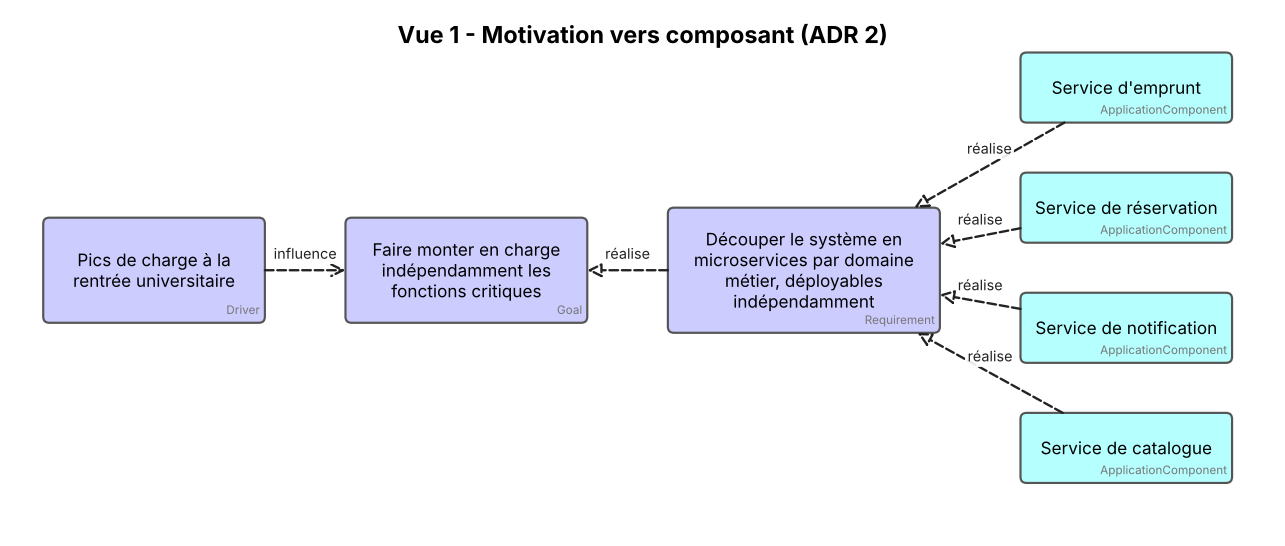 Vue 1 - Motivation vers composant (ADR 2)
Service d'emprunt
ApplicationComponent
réalise
Service de réservation
ApplicationComponent
réalise
Pics de charge à la
rentrée universitaire
Driver
influence
Faire monter en charge
indépendamment les
fonctions critiques
Goal
réalise
Découper le système en
microservices par domaine
métier, déployables
indépendamment
Requirement
réalise
Service de notification
ApplicationComponent
réalise
Service de catalogue
ApplicationComponent